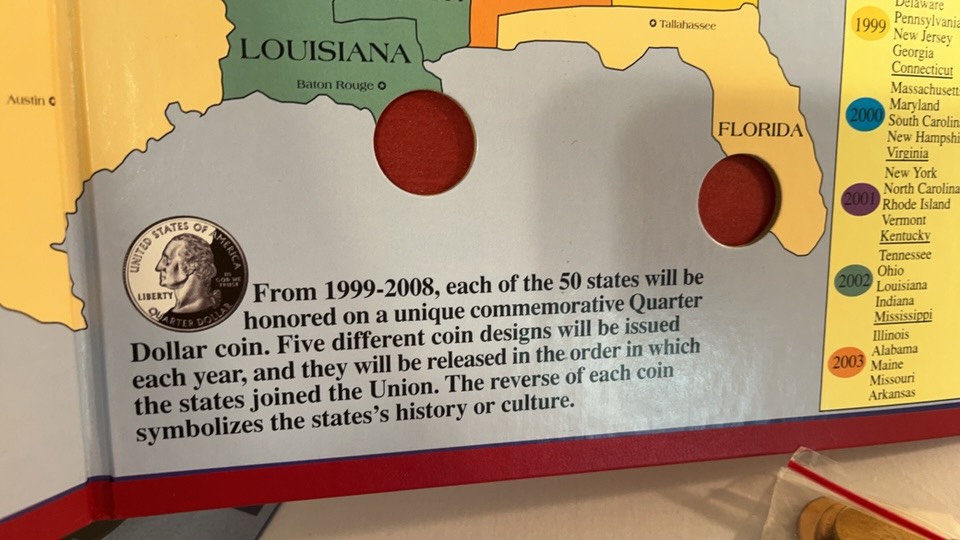 LOUISIANA
Baton Rouge
Austin
Tallahassee
FLORIDA
UNITED STATES OF AMERICA
LIBERTY
IN
GOD WE
TRUST
QUARTER DOLLAR
From 1999-2008, each of the 50 states will be
honored on a unique commemorative Quarter
Dollar coin. Five different coin designs will be issued
each year, and they will be released in the order in which
the states joined the Union. The reverse of each coin
symbolizes the states's history or culture.
1999
Delaware
Pennsylvania
New Jersey
Georgia
Connecticut
2000
Massachusett
Maryland
South Carolin
New Hampshi
Virginia
2001
New York
North Carolina
Rhode Island
Vermont
Kentucky
2002
Tennessee
Ohio
Louisiana
Indiana
Mississippi
2003
Illinois
Alabama
Maine
Missouri
Arkansas